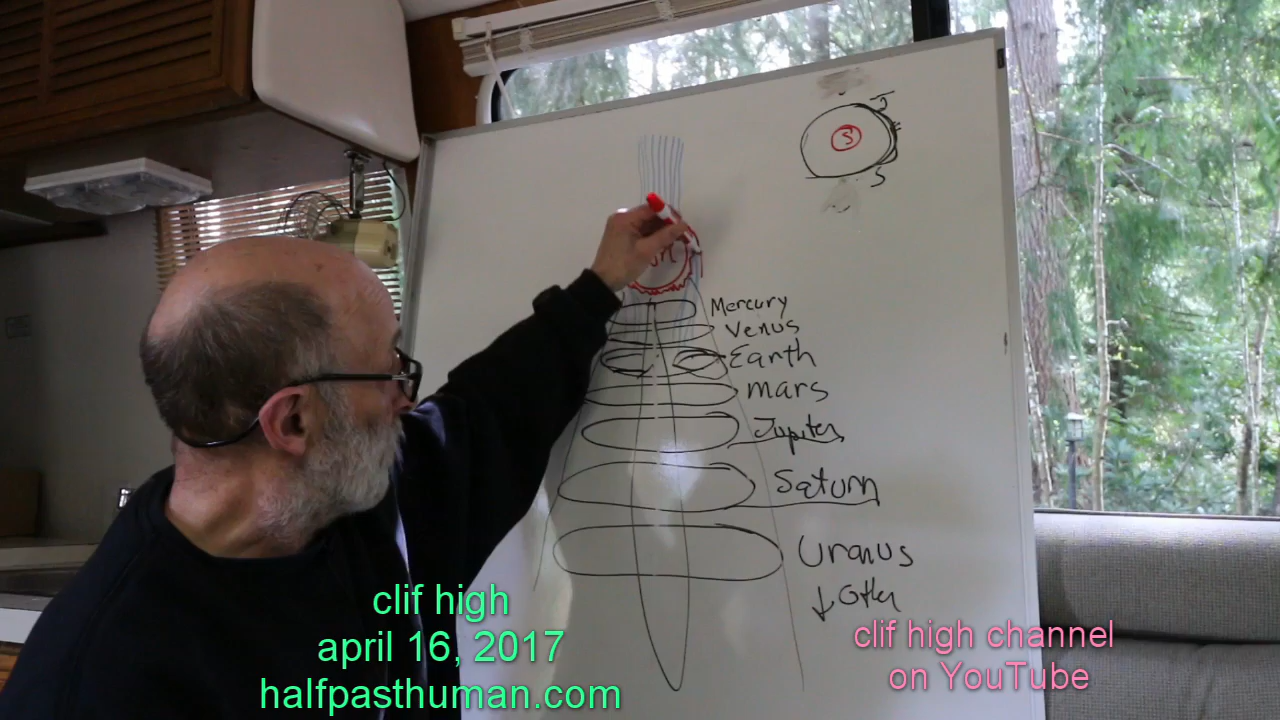 J
S
S
Mercury
Venus
Earth
mars
Jupiter
Saturn
Uranus
↓ Other
clif high
april 16, 2017
halfpasthuman.com
clif high channel
on YouTube